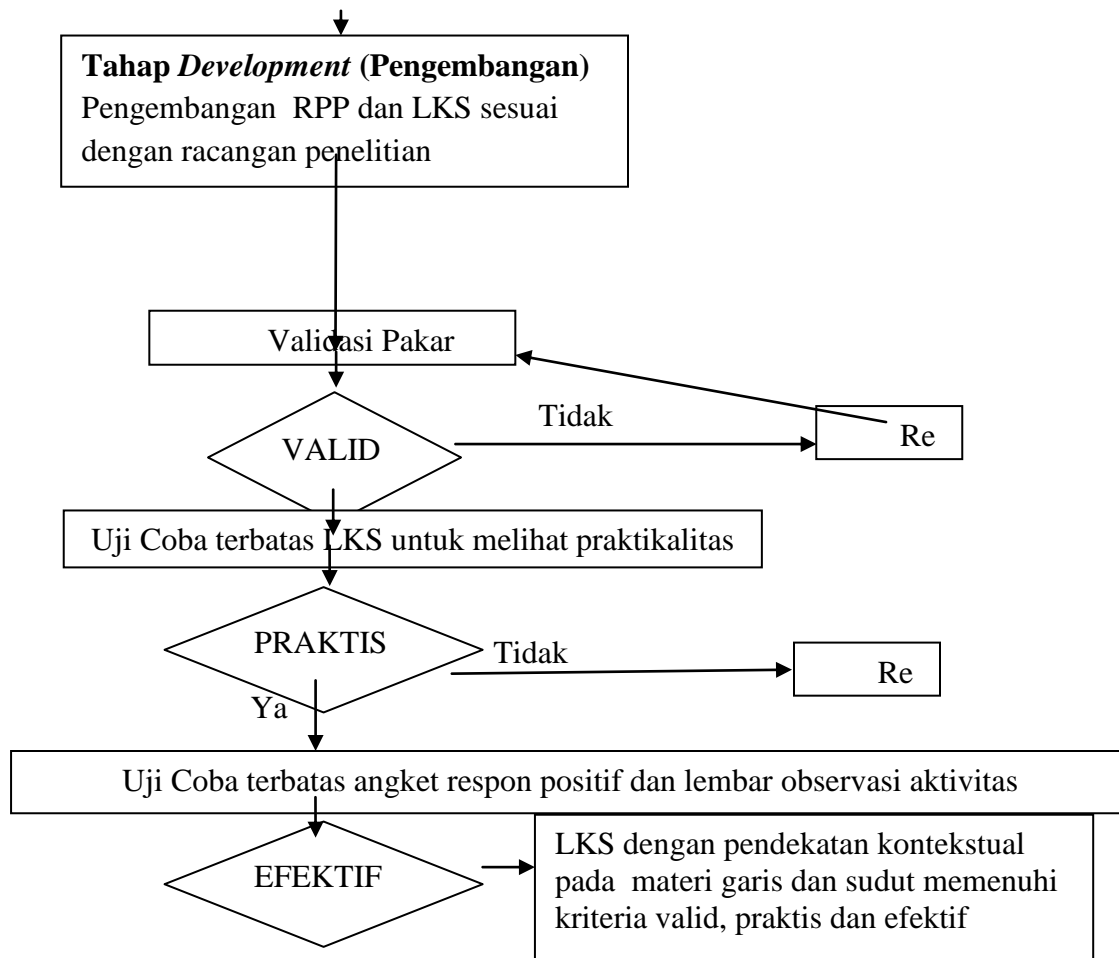 Tahap Development (Pengembangan)
Pengembangan RPP dan LKS sesuai
dengan racangan penelitian
Validasi Pakar
Tidak
VALID
Re
Uji Coba terbatas LKS untuk melihat praktikalitas
PRAKTIS
Tidak
Re
Ya
Uji Coba terbatas angket respon positif dan lembar observasi aktivitas
LKS dengan pendekatan kontekstual
EFEKTIF
pada materi garis dan sudut memenuhi
kriteria valid, praktis dan efektif